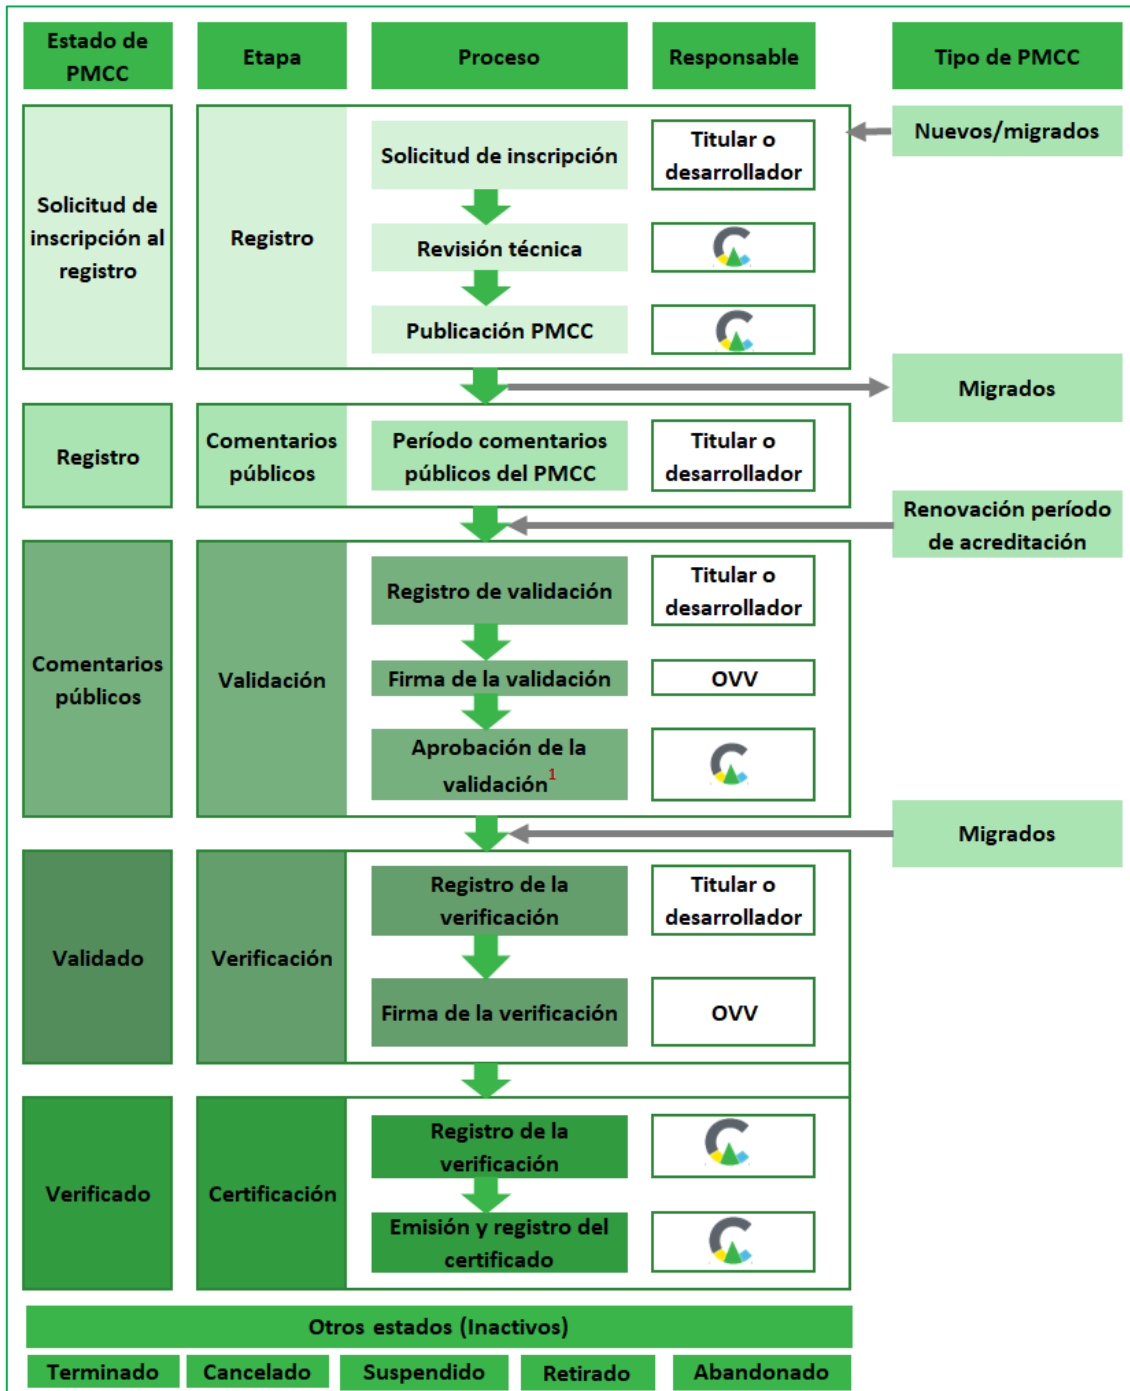 Estado de
PMCC
Etapa
Proceso
Responsable
Tipo de PMCC
Solicitud de
inscripción al
registro
Registro
Solicitud de inscripción
Titular o
desarrollador
Nuevos/migrados
Revisión técnica
Publicación PMCC
Migrados
Registro
Comentarios
públicos
Período comentarios
públicos del PMCC
Titular o
desarrollador
Renovación período
de acreditación
Comentarios
públicos
Validación
Registro de validación
Titular o
desarrollador
Firma de la validación
OVV
Aprobación de la
validación1
Migrados
Validado
Verificación
Registro de la
verificación
Titular o
desarrollador
Firma de la verificación
OVV
Verificado
Certificación
Registro de la
verificación
Emisión y registro del
certificado
Otros estados (Inactivos)
Terminado
Cancelado
Suspendido
Retirado
Abandonado